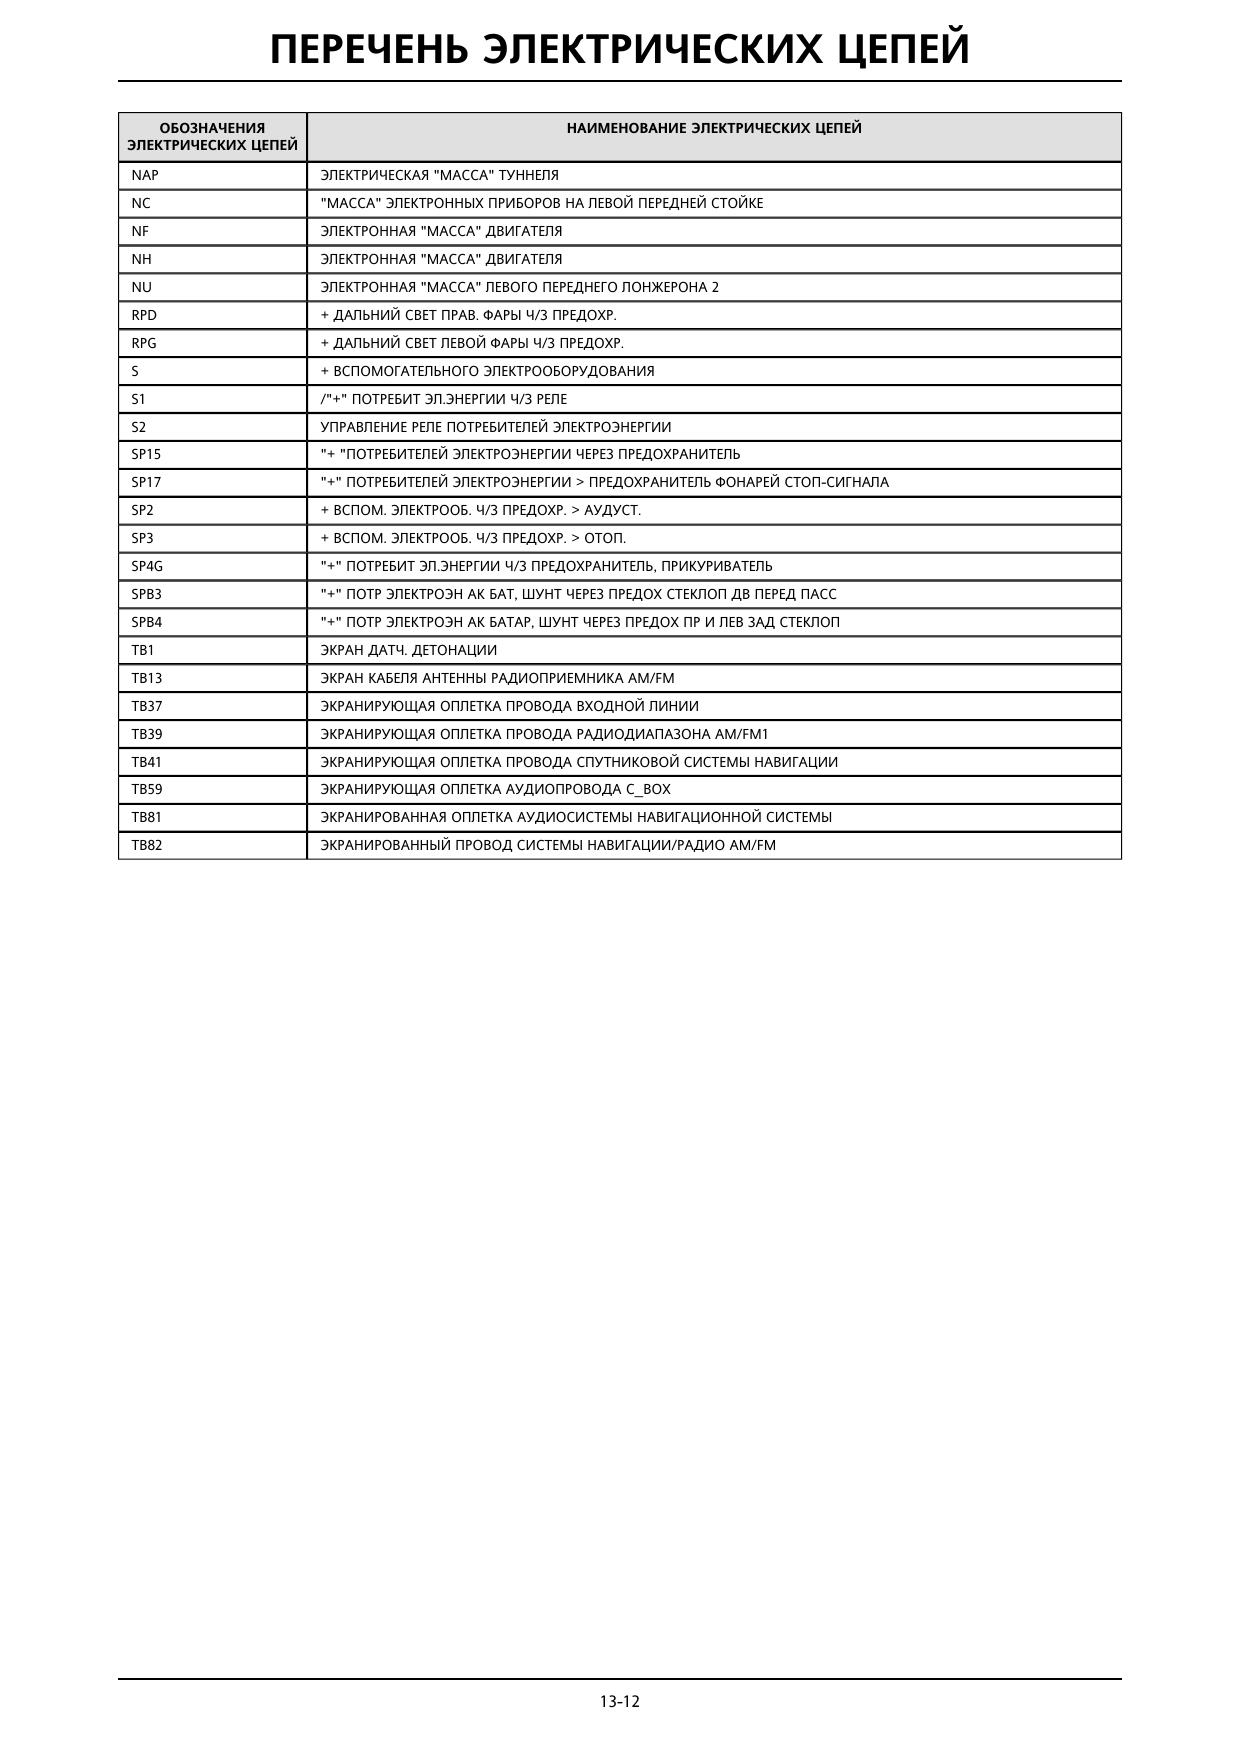 ПЕРЕЧЕНЬ ЭЛЕКТРИЧЕСКИХ ЦЕПЕЙ
ОБОЗНАЧЕНИЯ
ЭЛЕКТРИЧЕСКИХ ЦЕПЕЙ
НАИМЕНОВАНИЕ ЭЛЕКТРИЧЕСКИХ ЦЕПЕЙ
NAP ЭЛЕКТРИЧЕСКАЯ "МАССА" ТУННЕЛЯ
NC "МАССА" ЭЛЕКТРОННЫХ ПРИБОРОВ НА ЛЕВОЙ ПЕРЕДНЕЙ СТОЙКЕ
NF ЭЛЕКТРОННАЯ "МАССА" ДВИГАТЕЛЯ
NH ЭЛЕКТРОННАЯ "МАССА" ДВИГАТЕЛЯ
NU ЭЛЕКТРОННАЯ "МАССА" ЛЕВОГО ПЕРЕДНЕГО ЛОНЖЕРОНА 2
RPD + ДАЛЬНИЙ СВЕТ ПРАВ. ФАРЫ Ч/З ПРЕДОХР.
RPG + ДАЛЬНИЙ СВЕТ ЛЕВОЙ ФАРЫ Ч/З ПРЕДОХР.
S + ВСПОМОГАТЕЛЬНОГО ЭЛЕКТРООБОРУДОВАНИЯ
S1 /"+" ПОТРЕБИТ ЭЛ.ЭНЕРГИИ Ч/З РЕЛЕ
S2 УПРАВЛЕНИЕ РЕЛЕ ПОТРЕБИТЕЛЕЙ ЭЛЕКТРОЭНЕРГИИ
SP15 "+ "ПОТРЕБИТЕЛЕЙ ЭЛЕКТРОЭНЕРГИИ ЧЕРЕЗ ПРЕДОХРАНИТЕЛЬ
SP17 "+" ПОТРЕБИТЕЛЕЙ ЭЛЕКТРОЭНЕРГИИ > ПРЕДОХРАНИТЕЛЬ ФОНАРЕЙ СТОП-СИГНАЛА
SP2 + ВСПОМ. ЭЛЕКТРООБ. Ч/З ПРЕДОХР. > АУДУСТ.
SP3 + ВСПОМ. ЭЛЕКТРООБ. Ч/З ПРЕДОХР. > ОТОП.
SP4G "+" ПОТРЕБИТ ЭЛ.ЭНЕРГИИ Ч/З ПРЕДОХРАНИТЕЛЬ, ПРИКУРИВАТЕЛЬ
SPB3 "+" ПОТР ЭЛЕКТРОЭН АК БАТ, ШУНТ ЧЕРЕЗ ПРЕДОХ СТЕКЛОП ДВ ПЕРЕД ПАСС
SPB4 "+" ПОТР ЭЛЕКТРОЭН АК БАТАР, ШУНТ ЧЕРЕЗ ПРЕДОХ ПР И ЛЕВ ЗАД СТЕКЛОП
TB1 ЭКРАН ДАТЧ. ДЕТОНАЦИИ
TB13 ЭКРАН КАБЕЛЯ АНТЕННЫ РАДИОПРИЕМНИКА AM/FM
TB37 ЭКРАНИРУЮЩАЯ ОПЛЕТКА ПРОВОДА ВХОДНОЙ ЛИНИИ
TB39 ЭКРАНИРУЮЩАЯ ОПЛЕТКА ПРОВОДА РАДИОДИАПАЗОНА AM/FM1
TB41 ЭКРАНИРУЮЩАЯ ОПЛЕТКА ПРОВОДА СПУТНИКОВОЙ СИСТЕМЫ НАВИГАЦИИ
TB59 ЭКРАНИРУЮЩАЯ ОПЛЕТКА АУДИОПРОВОДА C_BOX
TB81 ЭКРАНИРОВАННАЯ ОПЛЕТКА АУДИОСИСТЕМЫ НАВИГАЦИОННОЙ СИСТЕМЫ
TB82 ЭКРАНИРОВАННЫЙ ПРОВОД СИСТЕМЫ НАВИГАЦИИ/РАДИО AM/FM
13-12